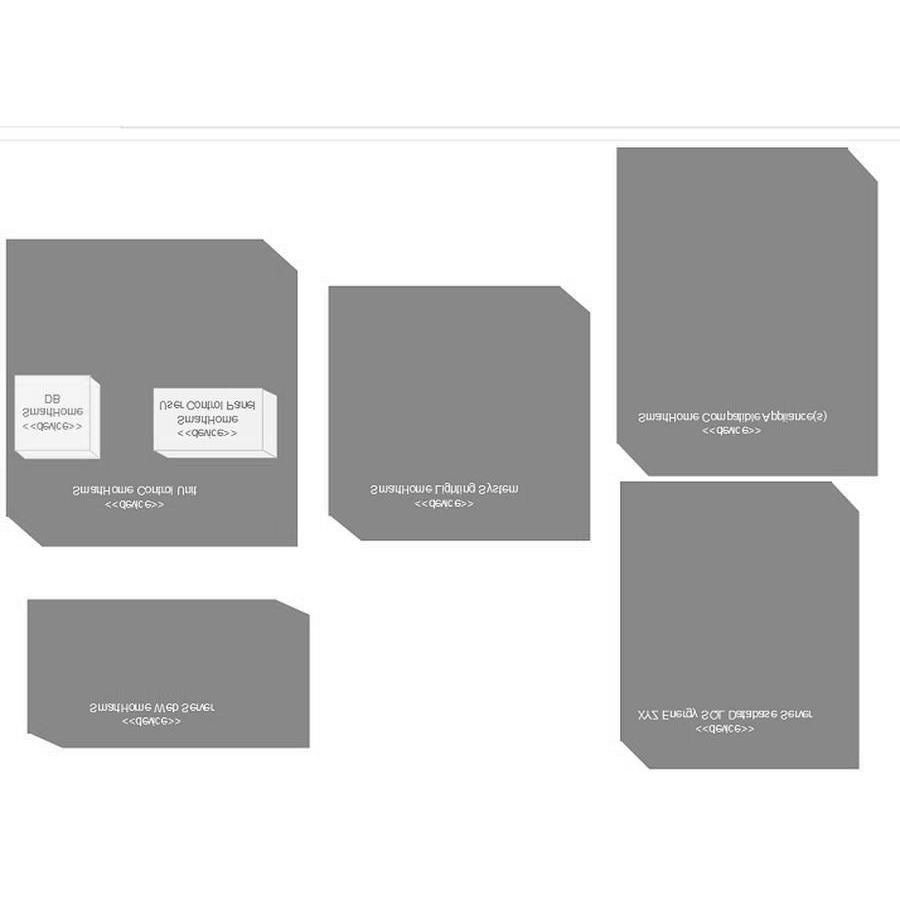 <<device>>
SmartHome Compatible Appliance(s)
<<device>>
SmartHome
DB
<<device>>
SmartHome
User Control Panel
<<device>>
SmartHome Control Unit
<<device>>
SmartHome Lighting System
<<device>>
SmartHome Web Server
<<device>>
XYZ Energy SQL Database Server